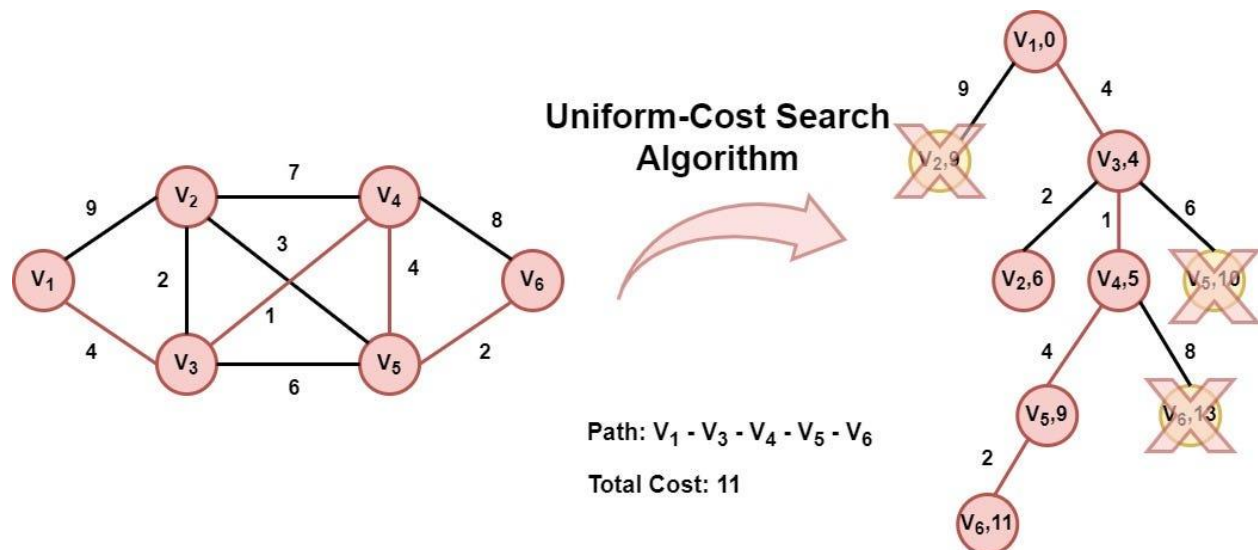 V1,0
9
4
Uniform-Cost Search
Algorithm
V2,9
V3,4
7
V2
V4
9
8
2
1
6
3
V1
2
4
V6
V2,6
V4,5
V5,10
1
4
V3
V5
2
6
4
8
V5,9
V6,13
Path: V1 - V3 - V4 - V5 - V6
2
Total Cost: 11
V6,11